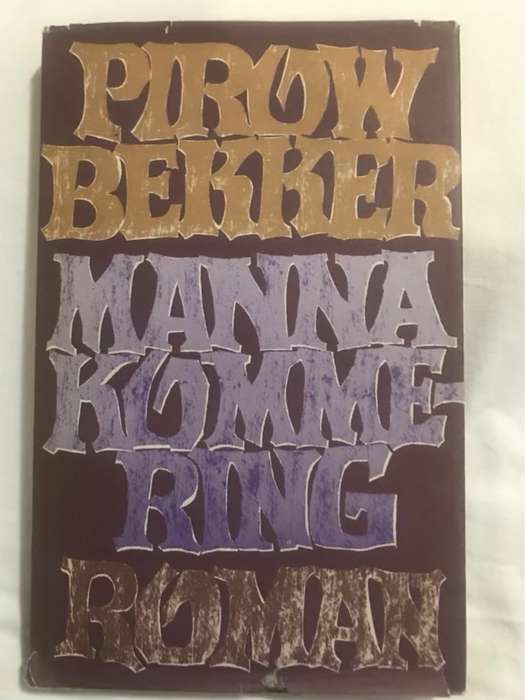 PIROW
BEKKER
MANNA
KOMME-
RING
ROMAN